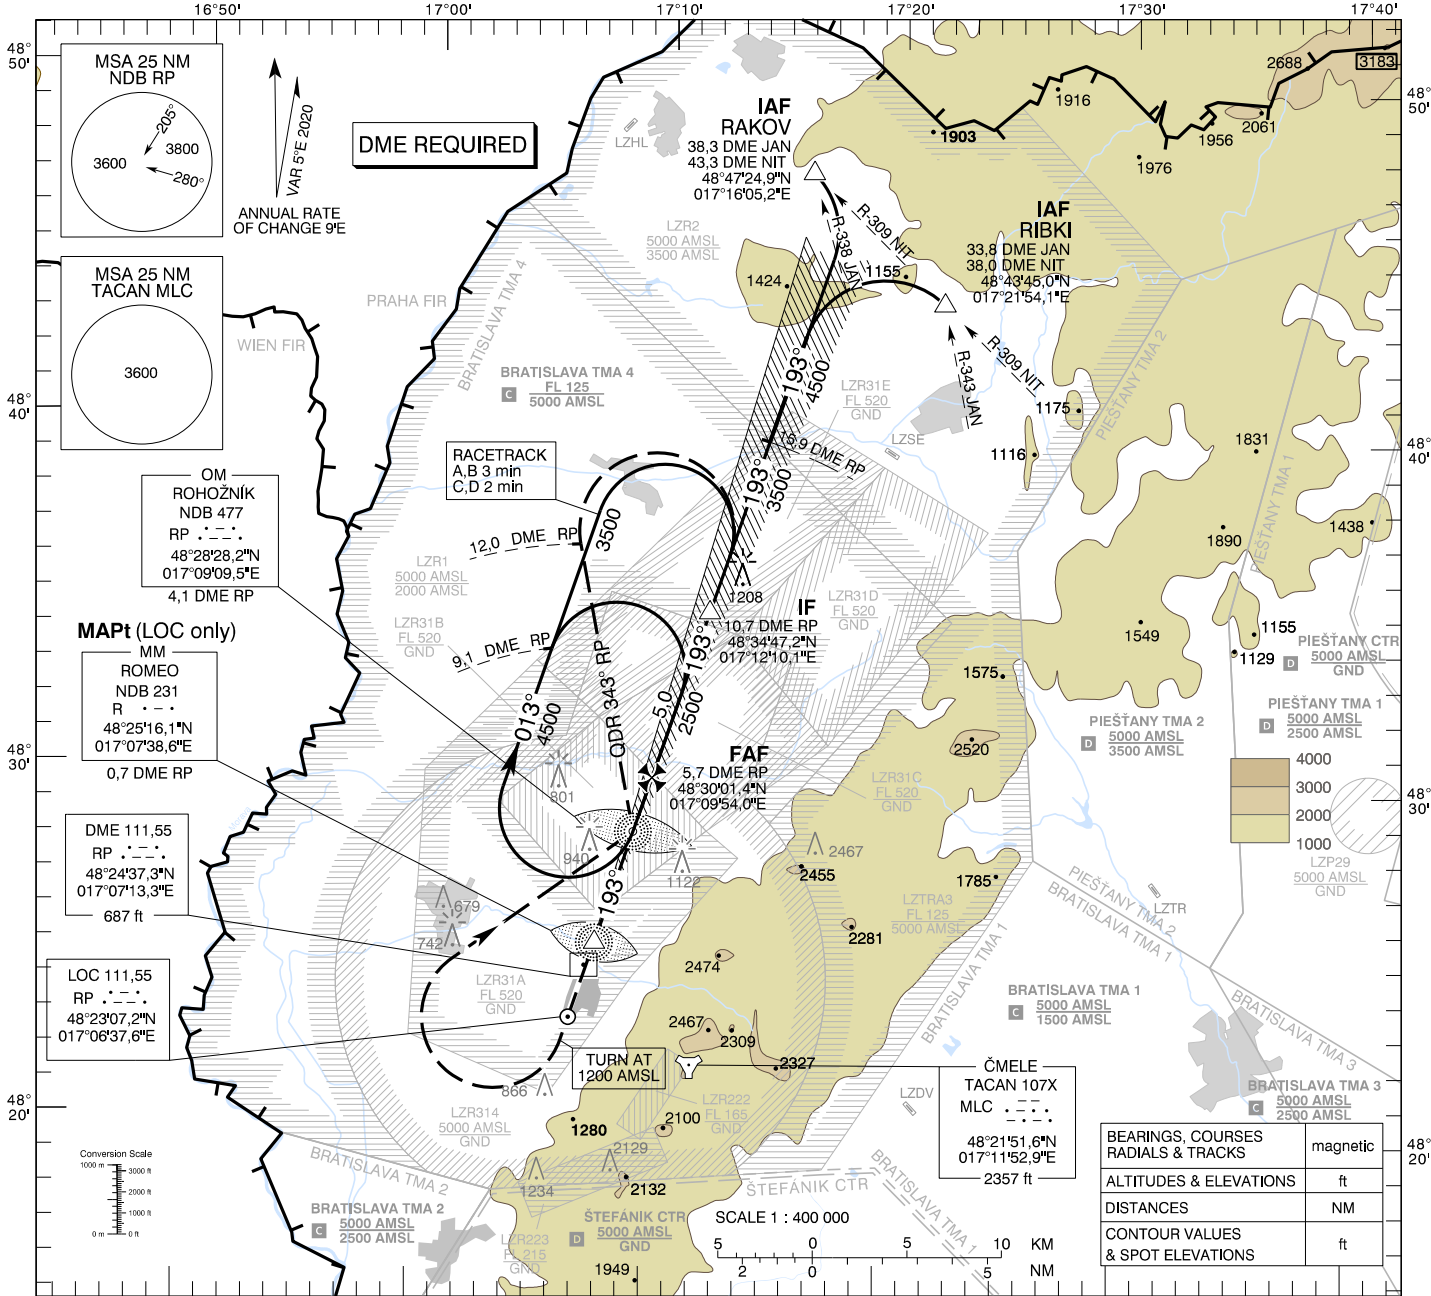 16°50'
17°00'
17°10'
17°20'
17°30'
17°40'
48°
50'
48°
50'
MSA 25 NM
NDB RP
205°
3600
3800
280°
VAR 5°E 2020
ANNUAL RATE
OF CHANGE 9'E
DME REQUIRED
MSA 25 NM
TACAN MLC
3600
PRAHA FIR
WIEN FIR
BRATISLAVA TMA 4
LZHL
LZR2
5000 AMSL
3500 AMSL
IAF
RAKOV
38,3 DME JAN
43,3 DME NIT
48°47'24,9"N
017°16'05,2"E
R-338 JAN
R-309 NIT
IAF
RIBKI
33,8 DME JAN
38,0 DME NIT
48°43'45,0"N
017°21'54,1"E
R-343 JAN
R-309 NIT
1903
1916
1976
1956
2061
2688
3183
1424
1155
1175
1116
1831
1890
1438
1549
1155
1129
48°
40'
48°
40'
BRATISLAVA TMA 4
C
FL 125
5000 AMSL
LZR31E
FL 520
GND
LZSE
PIEŠŤANY TMA 2
PIEŠŤANY TMA 1
193°
4500
15,9 DME RP
193°
3500
RACETRACK
A,B 3 min
C,D 2 min
3500
12,0 DME RP
9,1 DME RP
OM
ROHOŽNÍK
NDB 477
RP
48°28'28,2"N
017°09'09,5"E
4,1 DME RP
LZR1
5000 AMSL
2000 AMSL
LZR31B
FL 520
GND
LZR31D
FL 520
GND
1208
IF
10,7 DME RP
48°34'47,2"N
017°12'10,1"E
193°
5,0
2500
013°
4500
QDR 343° RP
MAPt (LOC only)
MM
ROMEO
NDB 231
R
48°25'16,1"N
017°07'38,6"E
0,7 DME RP
FAF
5,7 DME RP
48°30'01,4"N
017°09'54,0"E
LZR31C
FL 520
GND
1575
2520
PIEŠŤANY CTR
D
5000 AMSL
GND
PIEŠŤANY TMA 1
D
5000 AMSL
2500 AMSL
PIEŠŤANY TMA 2
D
5000 AMSL
3500 AMSL
4000
3000
2000
1000
LZP29
5000 AMSL
GND
48°
30'
48°
30'
801
940
1122
679
742
866
193°
DME 111,55
RP
48°24'37,3"N
017°07'13,3"E
687 ft
LOC 111,55
RP
48°23'07,2"N
017°06'37,6"E
LZR31A
FL 520
GND
2467
2455
1785
LZTRA3
FL 125
5000 AMSL
2281
2474
2467
2309
2327
LZTR
PIEŠŤANY TMA 2
BRATISLAVA TMA 1
BRATISLAVA TMA 1
BRATISLAVA TMA 1
C
5000 AMSL
1500 AMSL
BRATISLAVA TMA 3
BRATISLAVA TMA 3
C
5000 AMSL
2500 AMSL
TURN AT
1200 AMSL
ČMELE
TACAN 107X
MLC
48°21'51,6"N
017°11'52,9"E
2357 ft
LZDV
LZR314
5000 AMSL
GND
LZR222
FL 165
GND
1280
2100
2129
2132
1234
1949
48°
20'
48°
20'
BRATISLAVA TMA 2
BRATISLAVA TMA 2
C
5000 AMSL
2500 AMSL
LZR223
FL 215
GND
ŠTEFÁNIK CTR
D
5000 AMSL
GND
ŠTEFÁNIK CTR
BRATISLAVA TMA 1
Conversion Scale
1000 m
3000 ft
2000 ft
1000 ft
0 m
0 ft
SCALE 1 : 400 000
5 0 5 10 KM
2 0 5 NM
BEARINGS, COURSES
RADIALS & TRACKS
magnetic
ALTITUDES & ELEVATIONS
ft
DISTANCES
NM
CONTOUR VALUES
& SPOT ELEVATIONS
ft